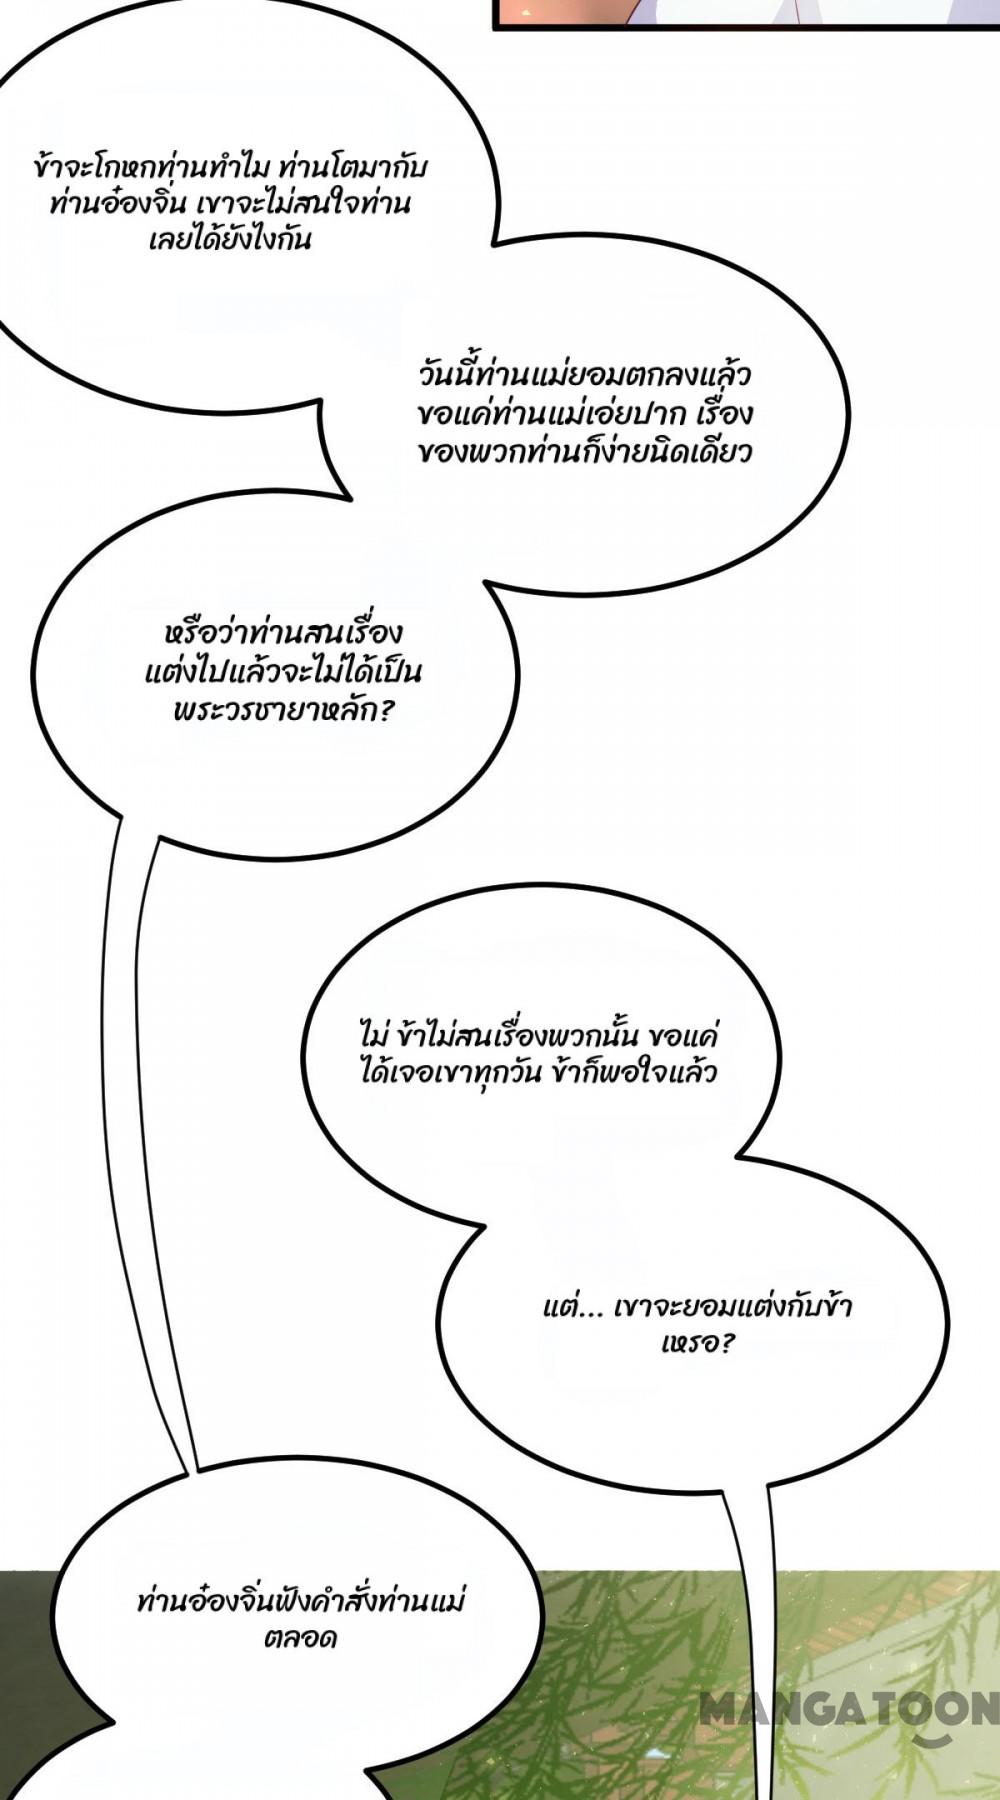 ข้าจะโกหกท่านทำไม ท่านโตมากับ
ท่านอ๋องจิ่น เขาจะไม่สนใจท่าน
เลยได้ยังไงกัน
วันนี้ท่านแม่ยอมตกลงแล้ว
ขอแค่ท่านแม่เอ่ยปาก เรื่อง
ของพวกท่านก็ง่ายนิดเดียว
หรือว่าท่านสนเรื่อง
แต่งไปแล้วจะไม่ได้เป็น
พระวรชายาหลัก?
ไม่ ข้าไม่สนเรื่องพวกนั้น ขอแค่
ได้เจอเขาทุกวัน ข้าก็พอใจแล้ว
แต่... เขาจะยอมแต่งกับข้า
เหรอ?
ท่านอ๋องจิ่นฟังคำสั่งท่านแม่
ตลอด
MANGATOON